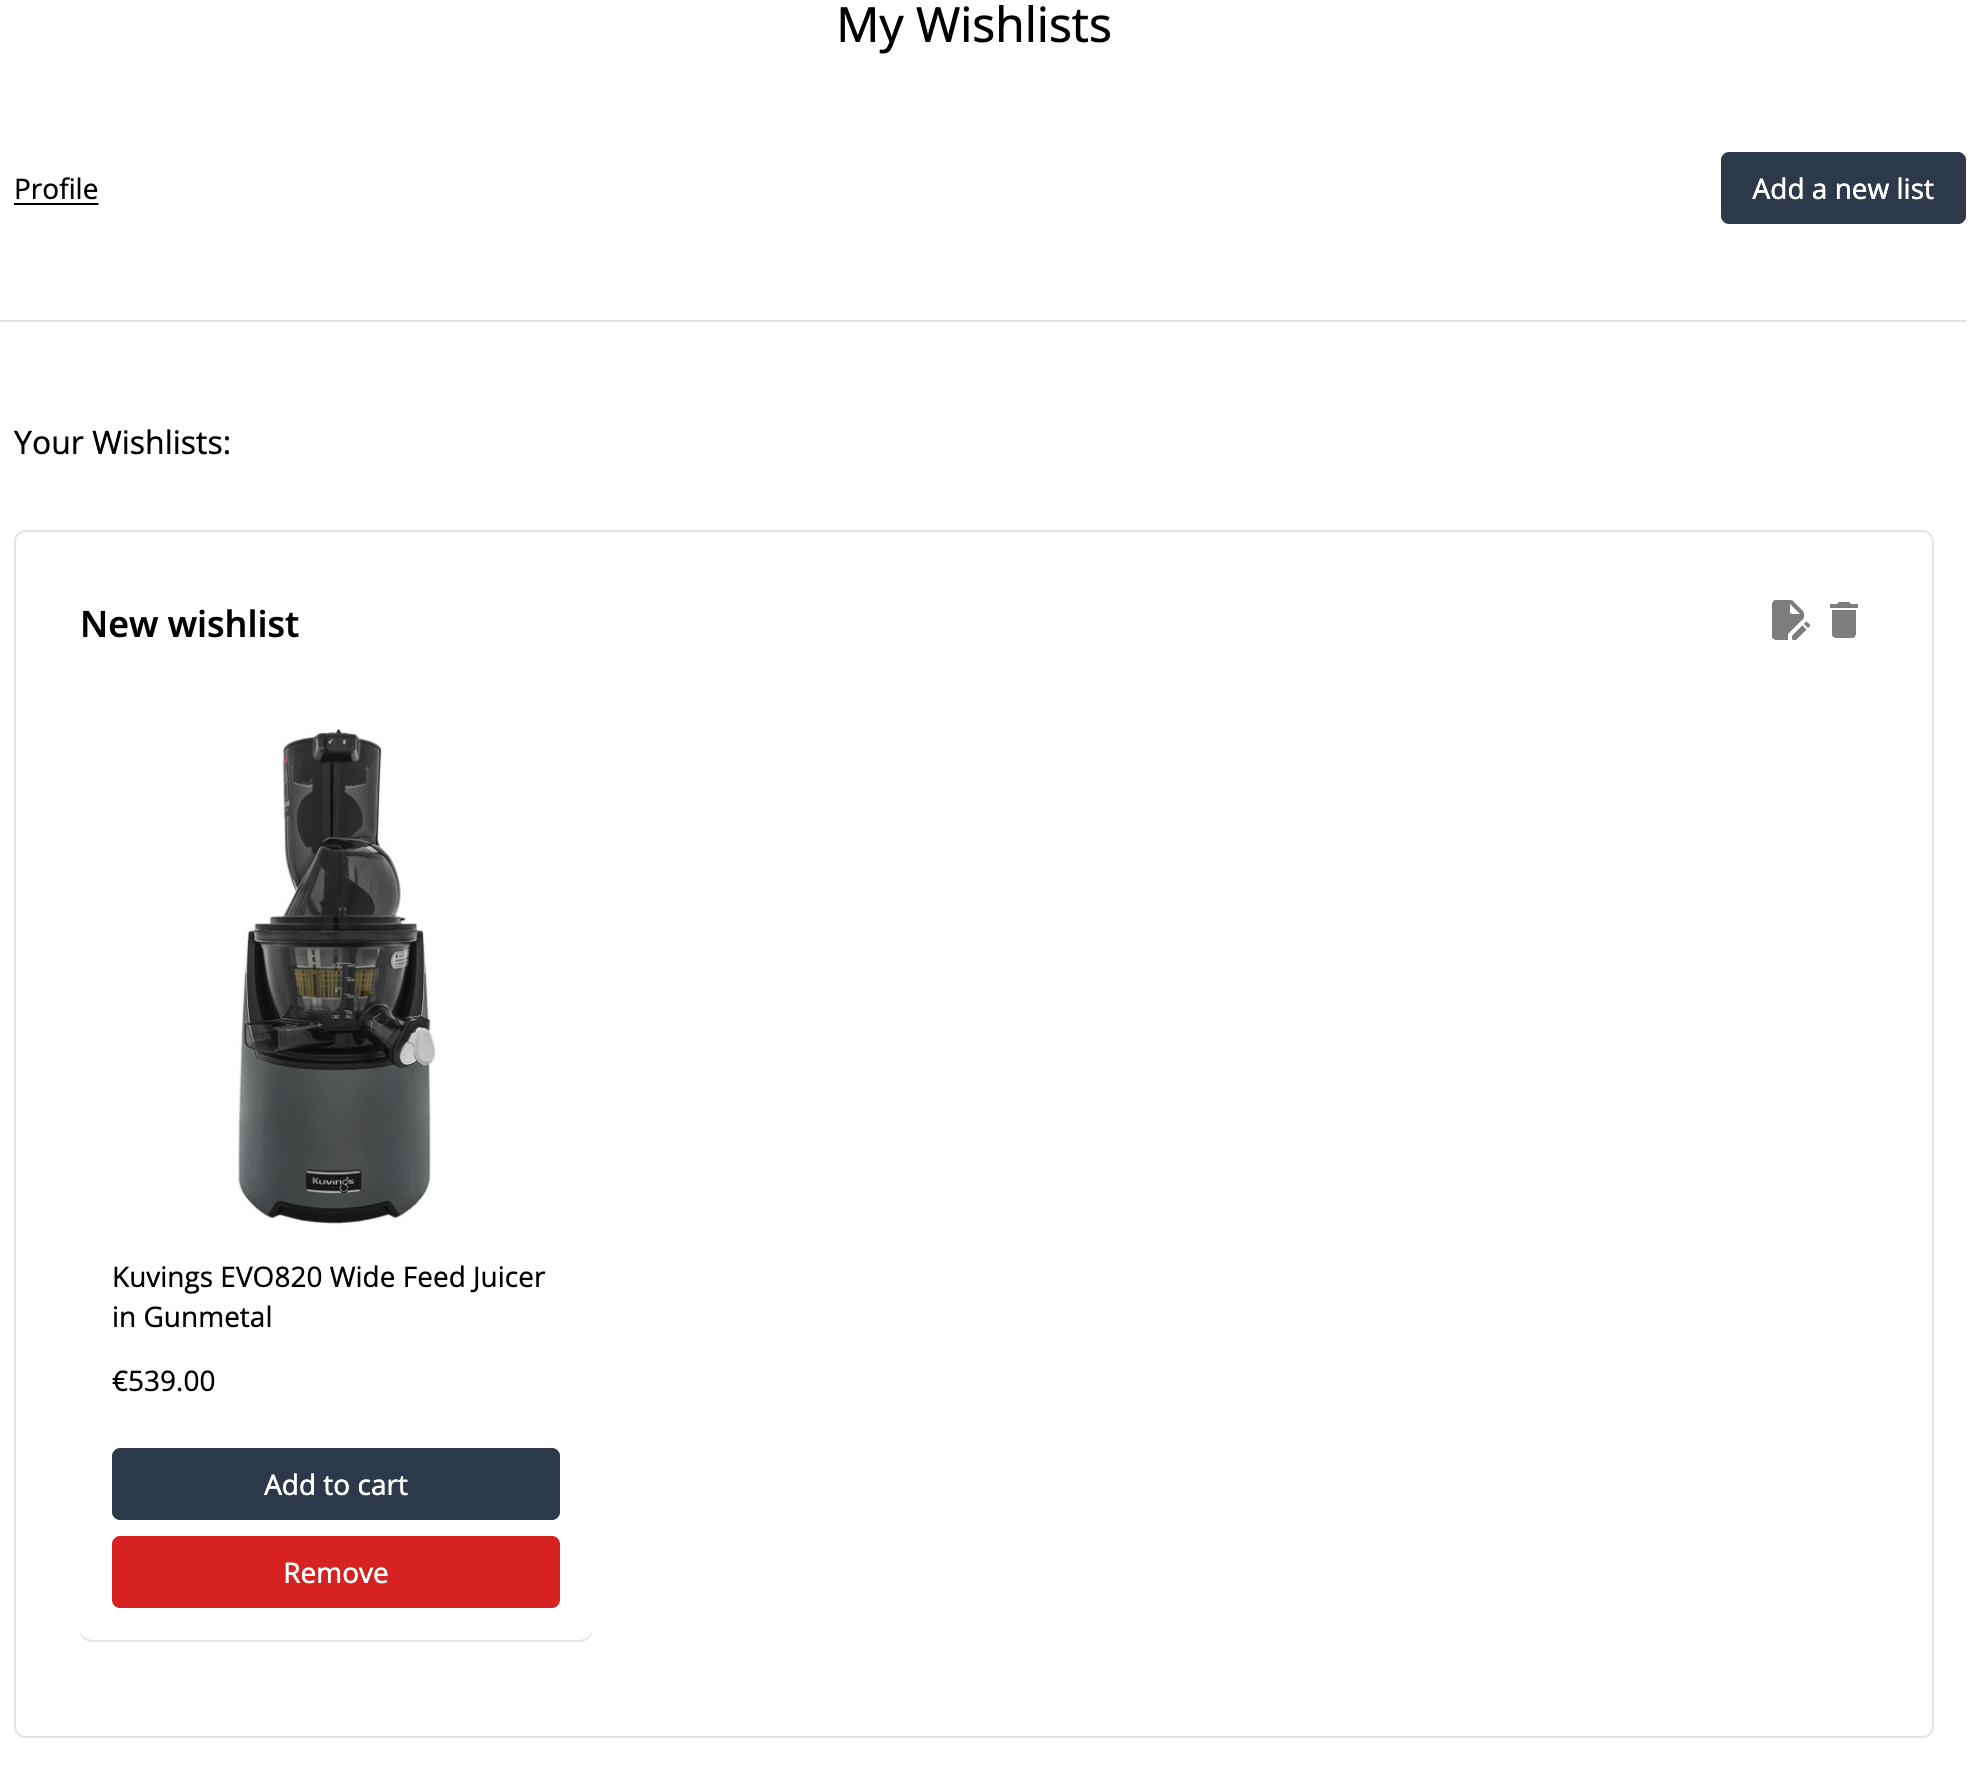 My Wishlists
Profile
Add a new list
Your Wishlists:
New wishlist
Kuvings
Kuvings EVO820 Wide Feed Juicer
in Gunmetal
€539.00
Add to cart
Remove